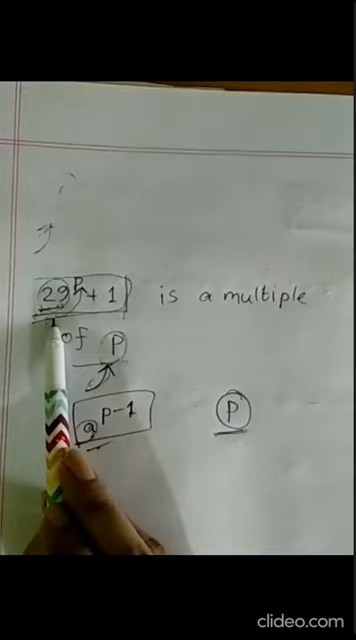 29^p + 1 is a multiple
of p
a^p-1 p
clideo.com